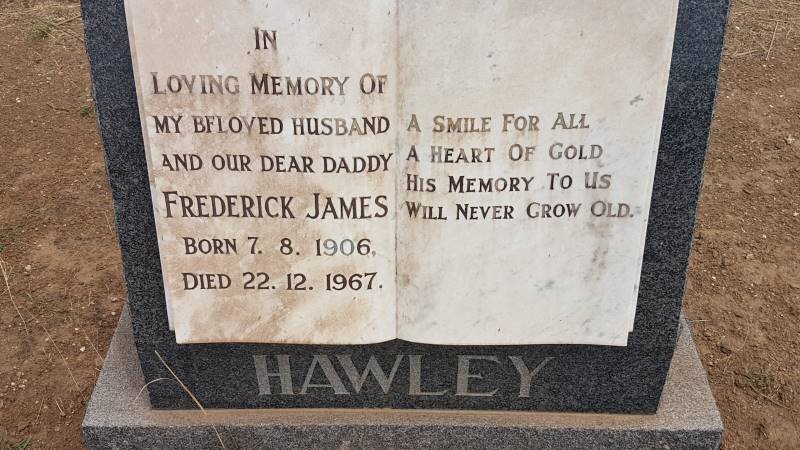 IN
LOVING MEMORY OF
MY BELOVED HUSBAND
AND OUR DEAR DADDY
FREDERICK JAMES
BORN 7. 8. 1906,
DIED 22. 12. 1967.
A SMILE FOR ALL
A HEART OF GOLD
HIS MEMORY TO US
WILL NEVER GROW OLD.
HAWLEY